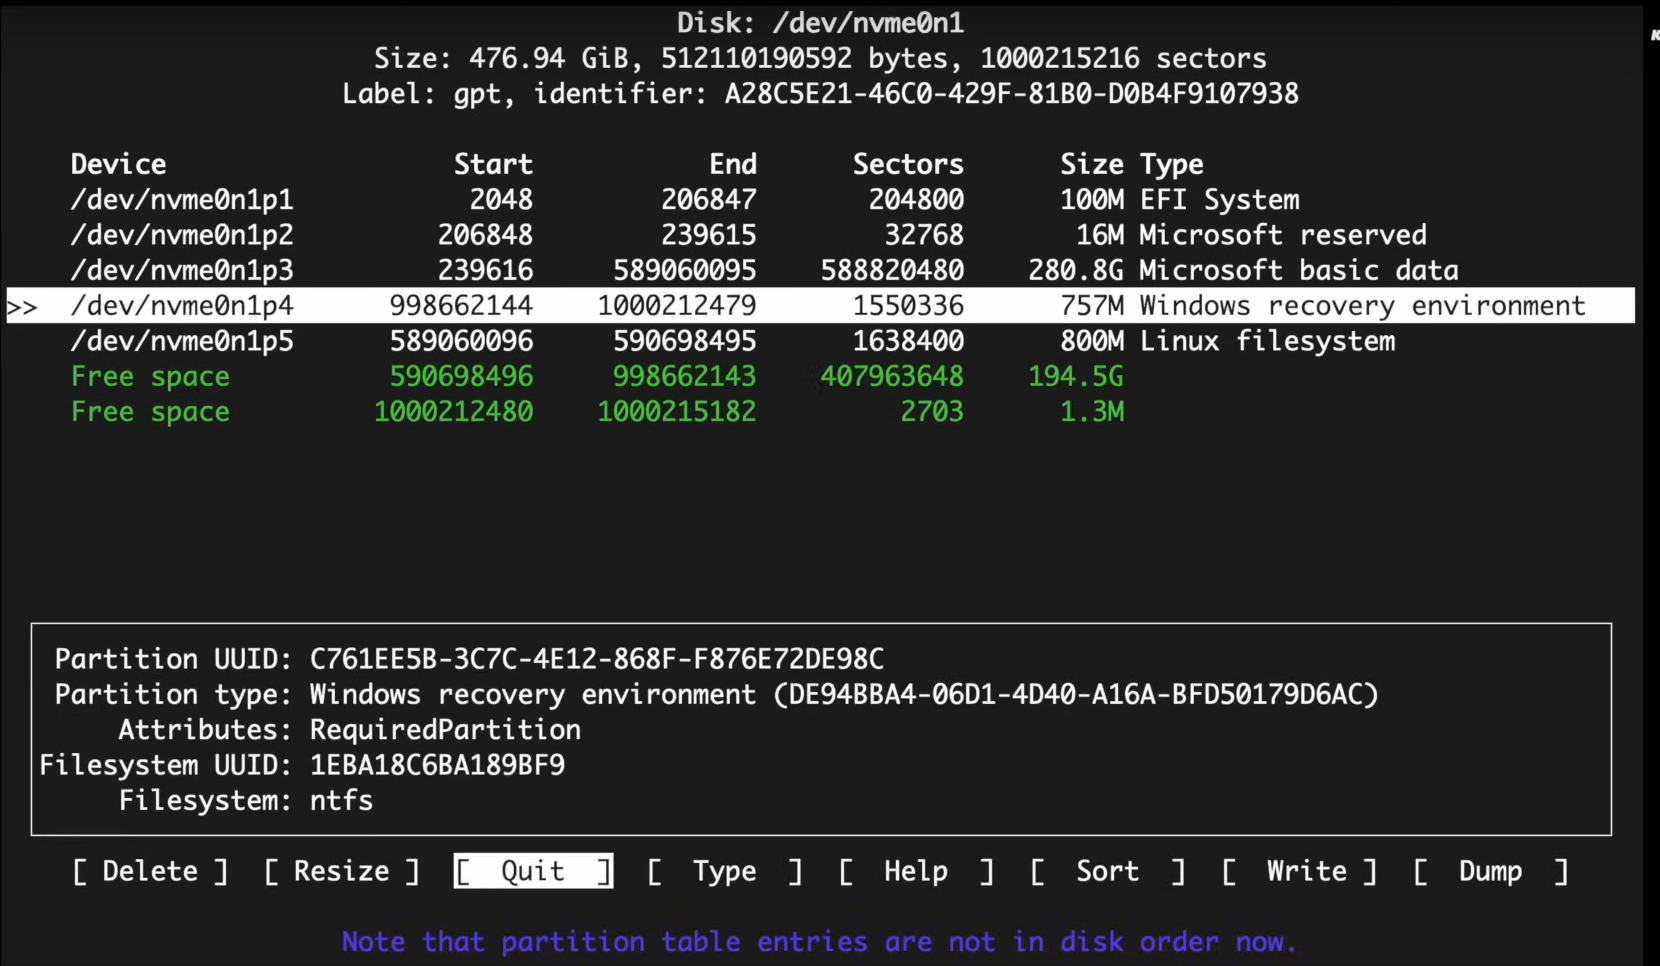 Disk: /dev/nvme0n1
Size: 476.94 GiB, 512110190592 bytes, 1000215216 sectors
Label: gpt, identifier: A28C5E21-46C0-429F-81B0-D0B4F9107938
Device Start End Sectors Size Type
/dev/nvme0n1p1 2048 206847 204800 100M EFI System
/dev/nvme0n1p2 206848 239615 32768 16M Microsoft reserved
/dev/nvme0n1p3 239616 589060095 588820480 280.8G Microsoft basic data
>> /dev/nvme0n1p4 998662144 1000212479 1550336 757M Windows recovery environment
/dev/nvme0n1p5 589060096 590698495 1638400 800M Linux filesystem
Free space 590698496 998662143 407963648 194.5G
Free space 1000212480 1000215182 2703 1.3M
Partition UUID: C761EE5B-3C7C-4E12-868F-F876E72DE98C
Partition type: Windows recovery environment (DE94BBA4-06D1-4D40-A16A-BFD50179D6AC)
Attributes: RequiredPartition
Filesystem UUID: 1EBA18C6BA189BF9
Filesystem: ntfs
[ Delete ] [ Resize ] [ Quit ] [ Type ] [ Help ] [ Sort ] [ Write ] [ Dump ]
Note that partition table entries are not in disk order now.